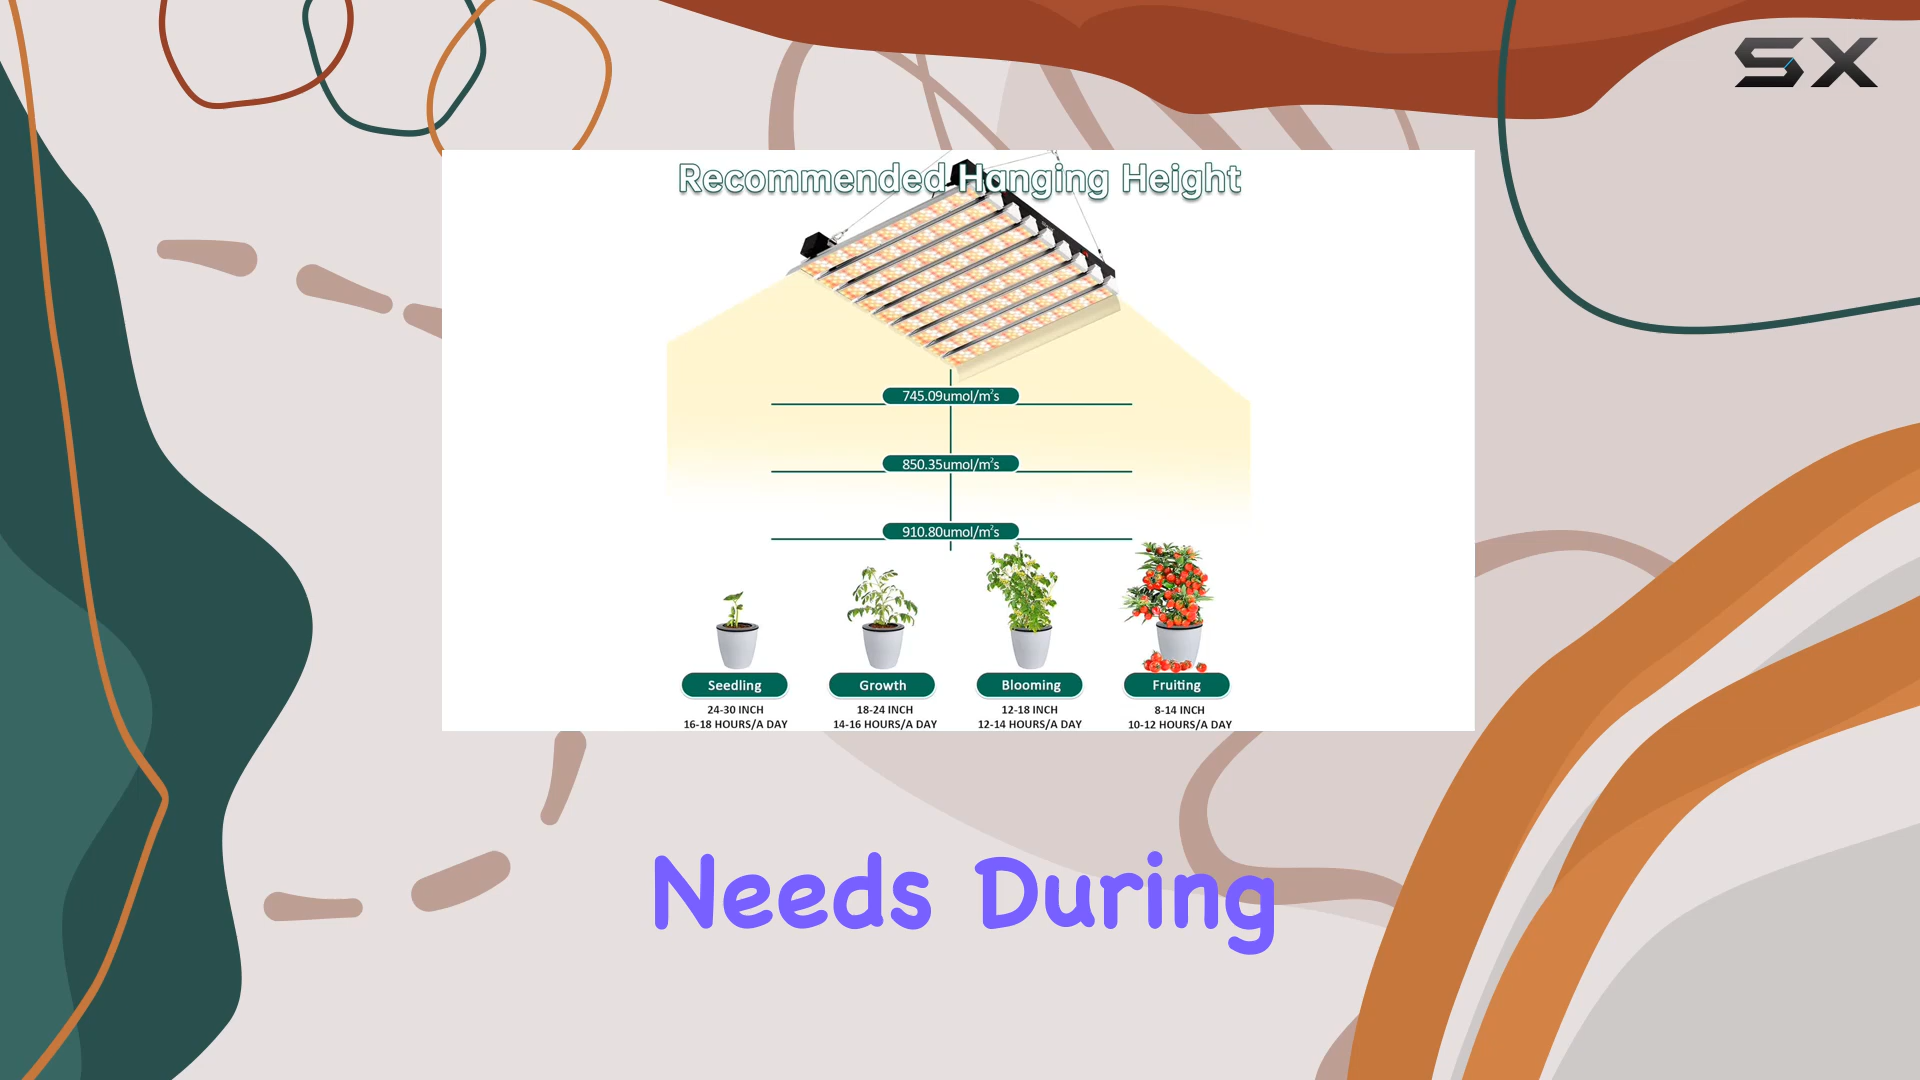 SX
Recommended Hanging Height
745.09umol/m²s
850.35umol/m²s
910.80umol/m²s
Seedling
24-30 INCH
16-18 HOURS/A DAY
Growth
18-24 INCH
14-16 HOURS/A DAY
Blooming
12-18 INCH
12-14 HOURS/A DAY
Fruiting
8-14 INCH
10-12 HOURS/A DAY
Needs During